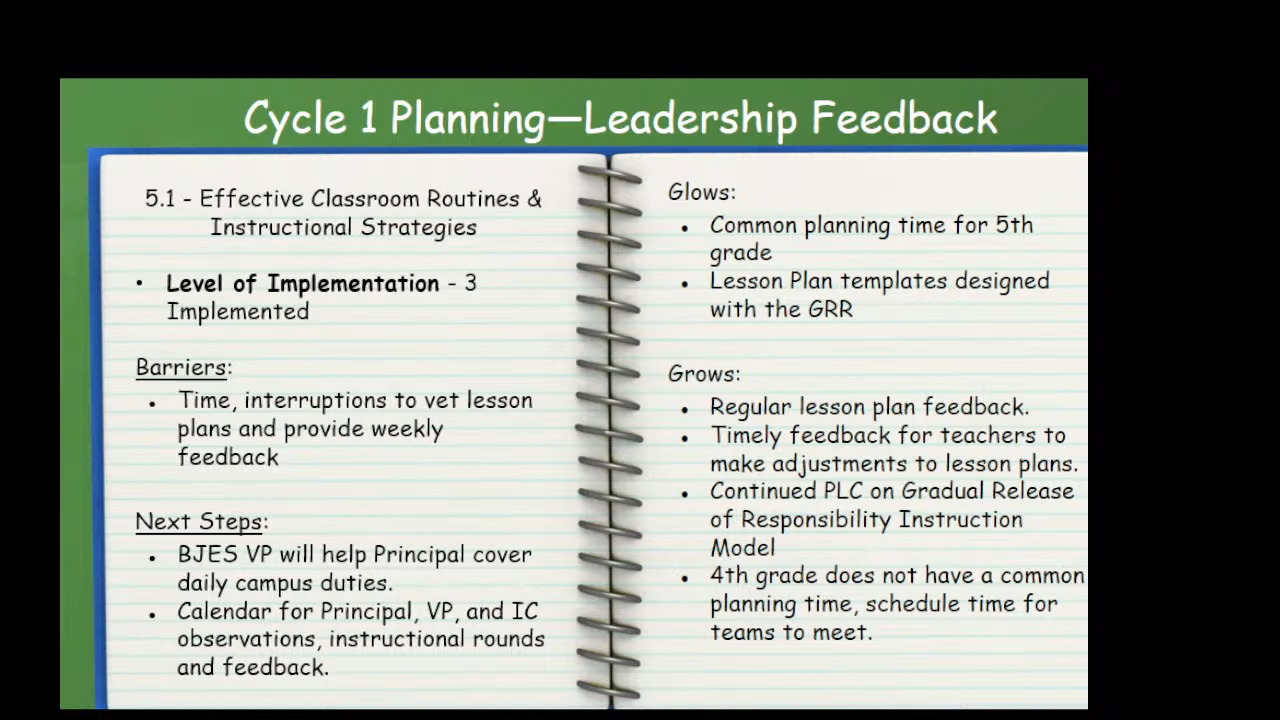 Cycle 1 Planning—Leadership Feedback
5.1 - Effective Classroom Routines &
Instructional Strategies
• Level of Implementation - 3
Implemented
Barriers:
• Time, interruptions to vet lesson
plans and provide weekly
feedback
Next Steps:
• BJES VP will help Principal cover
daily campus duties.
• Calendar for Principal, VP, and IC
observations, instructional rounds
and feedback.
Glows:
• Common planning time for 5th
grade
• Lesson Plan templates designed
with the GRR
Grows:
• Regular lesson plan feedback.
• Timely feedback for teachers to
make adjustments to lesson plans.
• Continued PLC on Gradual Release
of Responsibility Instruction
Model
• 4th grade does not have a common
planning time, schedule time for
teams to meet.